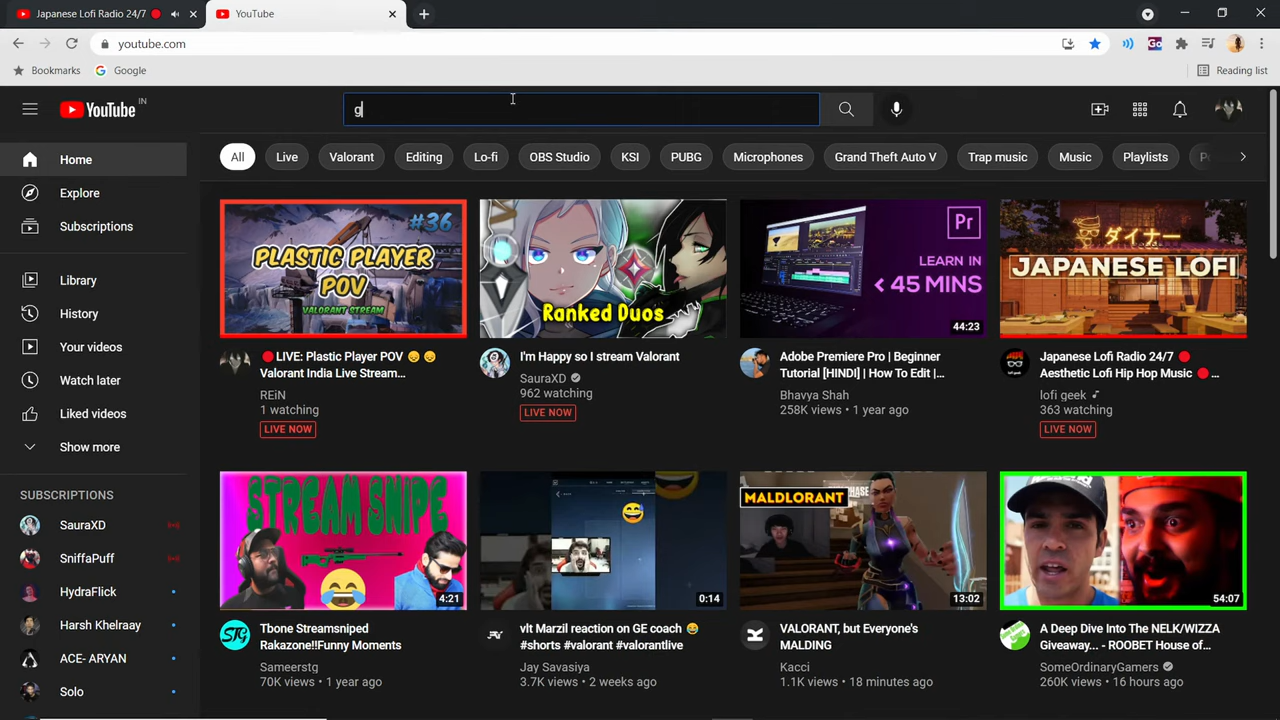 Japanese Lofi Radio 24/7
YouTube
youtube.com
Go
Bookmarks
Google
Reading list
YouTube IN
g
All
Live
Valorant
Editing
Lo-fi
OBS Studio
KSI
PUBG
Microphones
Grand Theft Auto V
Trap music
Music
Playlists
Home
Explore
Subscriptions
Library
History
Your videos
Watch later
Liked videos
Show more
SUBSCRIPTIONS
SauraXD
SniffaPuff
HydraFlick
Harsh Khelraay
ACE- ARYAN
Solo
#36
PLASTIC PLAYER
POV
VALORANT STREAM
🔴LIVE: Plastic Player POV 😞 😞
Valorant India Live Stream...
REiN
1 watching
LIVE NOW
Ranked Duos
I'm Happy so I stream Valorant
SauraXD
962 watching
LIVE NOW
Pr
LEARN IN
< 45 MINS
44:23
Adobe Premiere Pro | Beginner
Tutorial [HINDI] | How To Edit |...
Bhavya Shah
258K views • 1 year ago
ダイナー
JAPANESE LOFI
Japanese Lofi Radio 24/7 🔴
Aesthetic Lofi Hip Hop Music 🔴...
lofi geek
363 watching
LIVE NOW
STREAM SNIPE
4:21
Tbone Streamsniped
Rakazone!!Funny Moments
Sameerstg
70K views • 1 year ago
0:14
vlt Marzil reaction on GE coach 😂
#shorts #valorant #valorantlive
Jay Savasiya
3.7K views • 2 weeks ago
MALDLORANT
13:02
VALORANT, but Everyone's
MALDING
Kacci
1.1K views • 18 minutes ago
54:07
A Deep Dive Into The NELK/WIZZA
Giveaway... - ROOBET House of...
SomeOrdinaryGamers
260K views • 16 hours ago